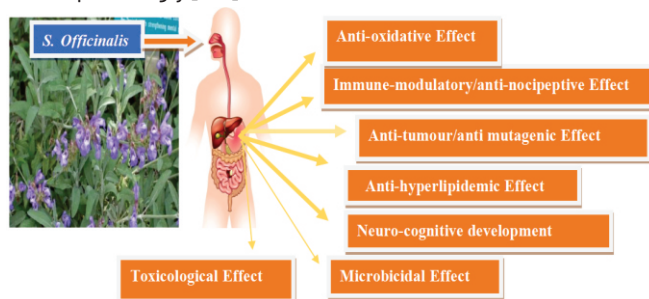 S. Officinalis
Anti-oxidative Effect
Immune-modulatory/anti-nocipeptive Effect
Anti-tumour/anti mutagenic Effect
Anti-hyperlipidemic Effect
Neuro-cognitive development
Toxicological Effect
Microbicidal Effect